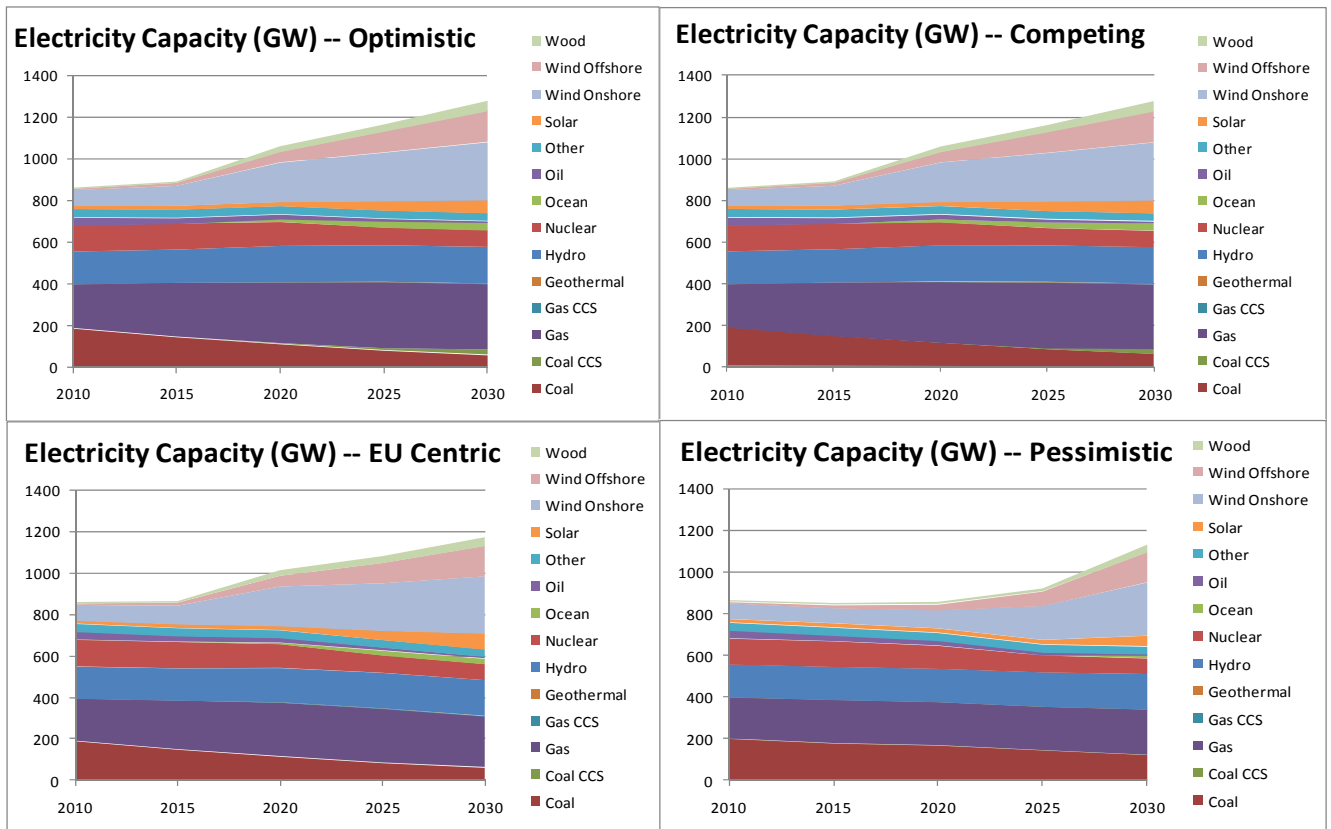 Electricity Capacity (GW) -- Optimistic
1400
1200
1000
800
600
400
200
0
2010 2015 2020 2025 2030
Wood
Wind Offshore
Wind Onshore
Solar
Other
Oil
Ocean
Nuclear
Hydro
Geothermal
Gas CCS
Gas
Coal CCS
Coal
Electricity Capacity (GW) -- Competing
1400
1200
1000
800
600
400
200
0
2010 2015 2020 2025 2030
Wood
Wind Offshore
Wind Onshore
Solar
Other
Oil
Ocean
Nuclear
Hydro
Geothermal
Gas CCS
Gas
Coal CCS
Coal
Electricity Capacity (GW) -- EU Centric
1400
1200
1000
800
600
400
200
0
2010 2015 2020 2025 2030
Wood
Wind Offshore
Wind Onshore
Solar
Other
Oil
Ocean
Nuclear
Hydro
Geothermal
Gas CCS
Gas
Coal CCS
Coal
Electricity Capacity (GW) -- Pessimistic
1400
1200
1000
800
600
400
200
0
2010 2015 2020 2025 2030
Wood
Wind Offshore
Wind Onshore
Solar
Other
Oil
Ocean
Nuclear
Hydro
Geothermal
Gas CCS
Gas
Coal CCS
Coal